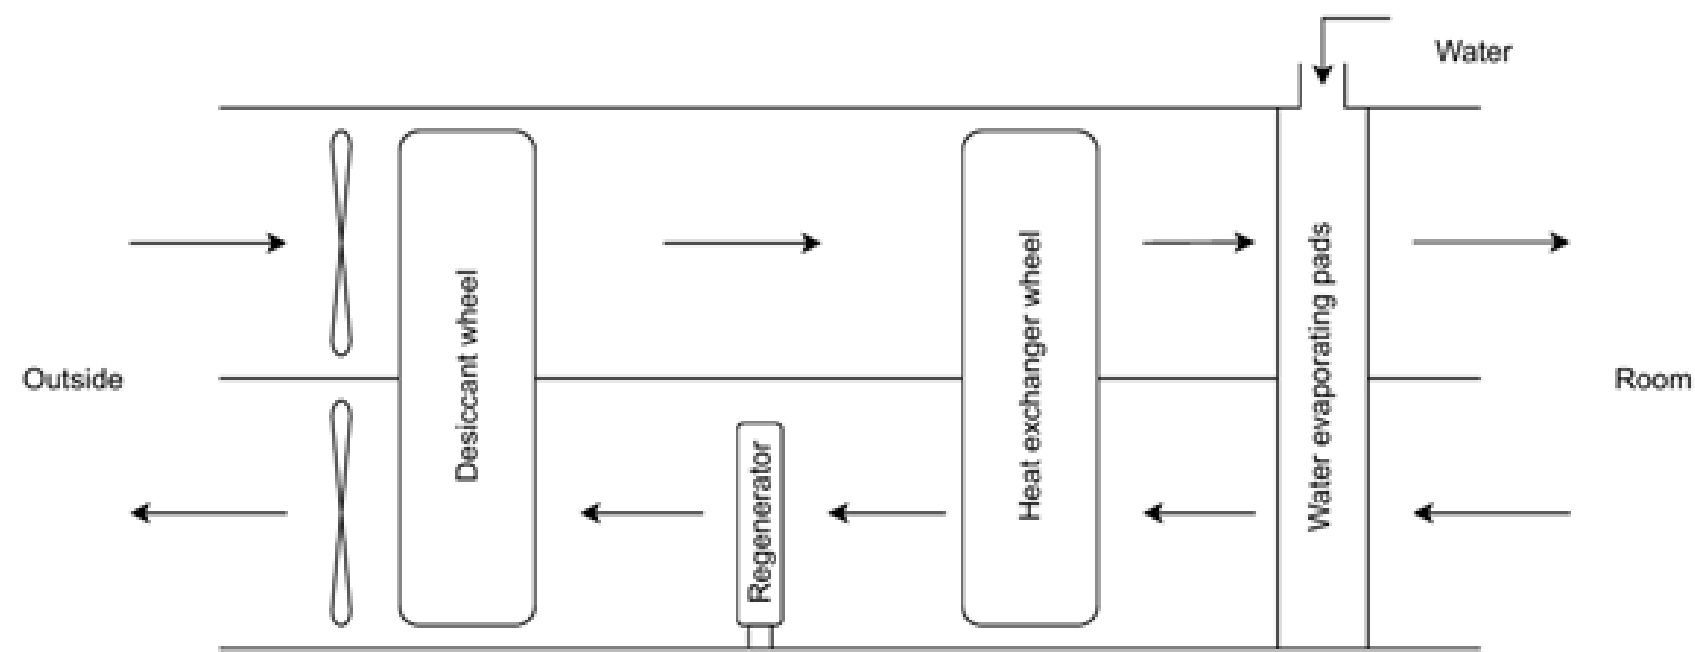 Water
Outside
Desiccant wheel
Regenerator
Heat exchanger wheel
Water evaporating pads
Room